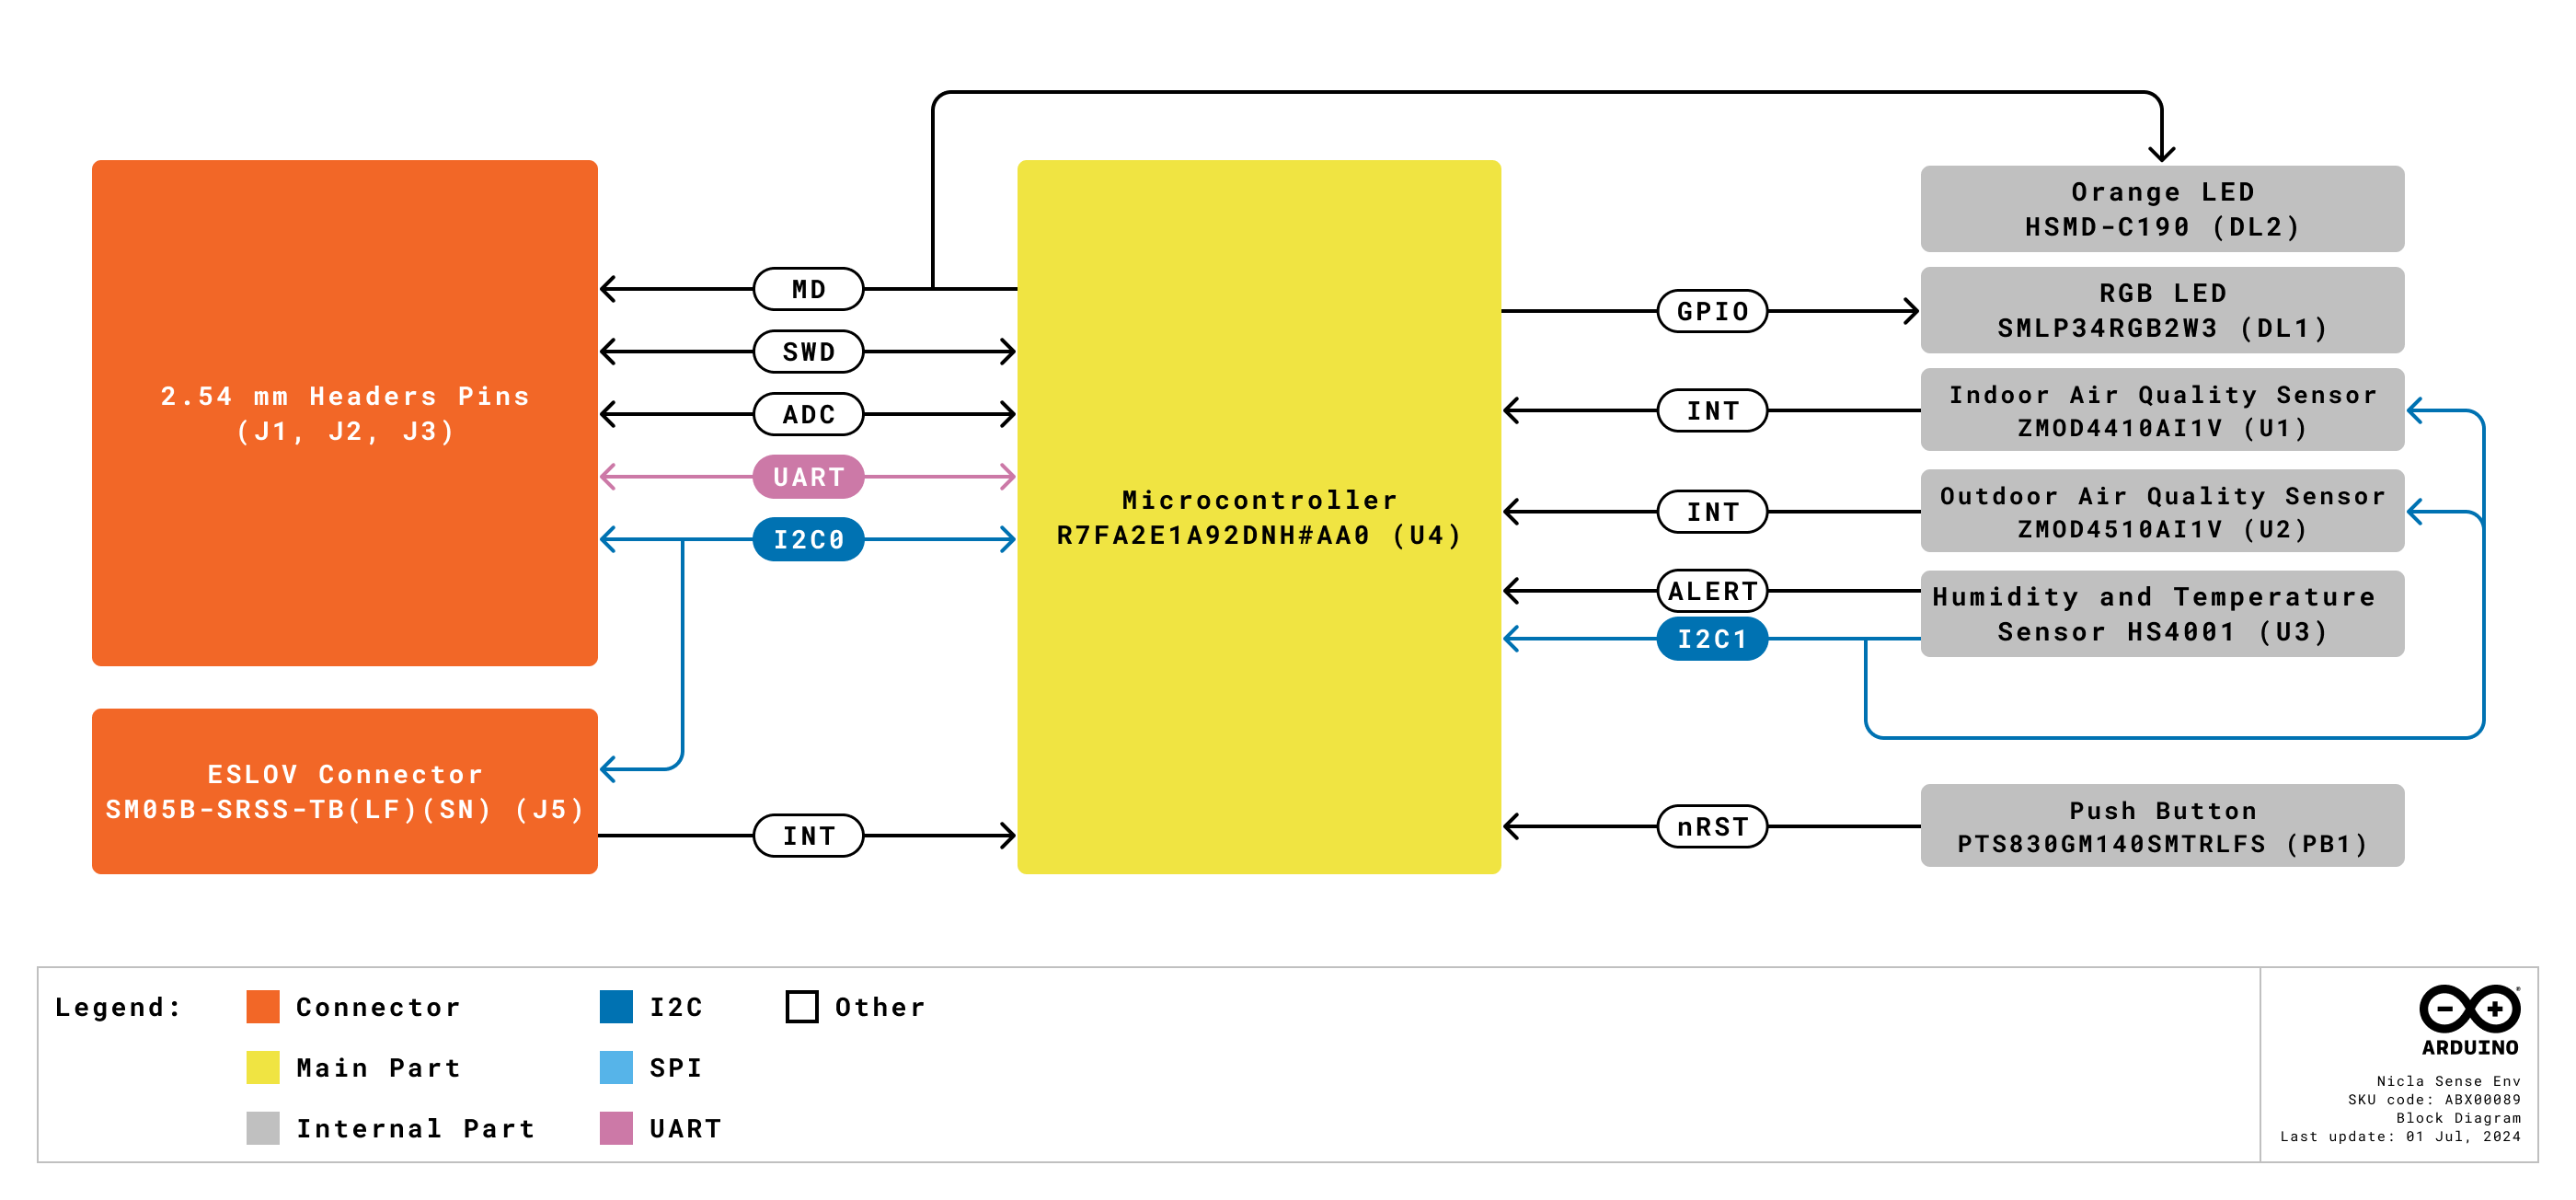 Orange LED
HSMD-C190 (DL2)
MD
GPIO
RGB LED
SMLP34RGB2W3 (DL1)
SWD
2.54 mm Headers Pins
(J1, J2, J3)
ADC
INT
Indoor Air Quality Sensor
ZMOD4410AI1V (U1)
UART
Microcontroller
R7FA2E1A92DNH#AA0 (U4)
INT
Outdoor Air Quality Sensor
ZMOD4510AI1V (U2)
I2C0
ALERT
I2C1
Humidity and Temperature
Sensor HS4001 (U3)
ESLOV Connector
SM05B-SRSS-TB(LF)(SN) (J5)
INT
nRST
Push Button
PTS830GM140SMTRLFS (PB1)
Legend:
Connector
Main Part
Internal Part
I2C
SPI
UART
Other
ARDUINO
Nicla Sense Env
SKU code: ABX00089
Block Diagram
Last update: 01 Jul, 2024